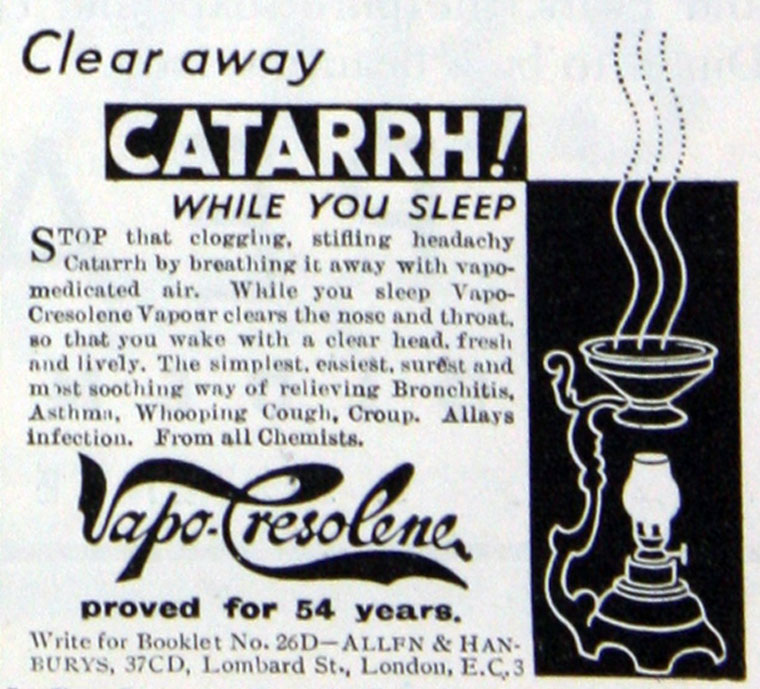 Clear away
CATARRH!
WHILE YOU SLEEP
STOP that clogging, stifling headachy
Catarrh by breathing it away with vapo-
medicated air. While you sleep Vapo-
Cresolene Vapour clears the nose and throat,
so that you wake with a clear head, fresh
and lively. The simplest, easiest, surest and
most soothing way of relieving Bronchitis,
Asthma, Whooping Cough, Croup. Allays
infection. From all Chemists.
Vapo-Cresolene
proved for 54 years.
Write for Booklet No. 26D—ALLEN & HAN-
BURYS, 37CD, Lombard St., London, E.C.3